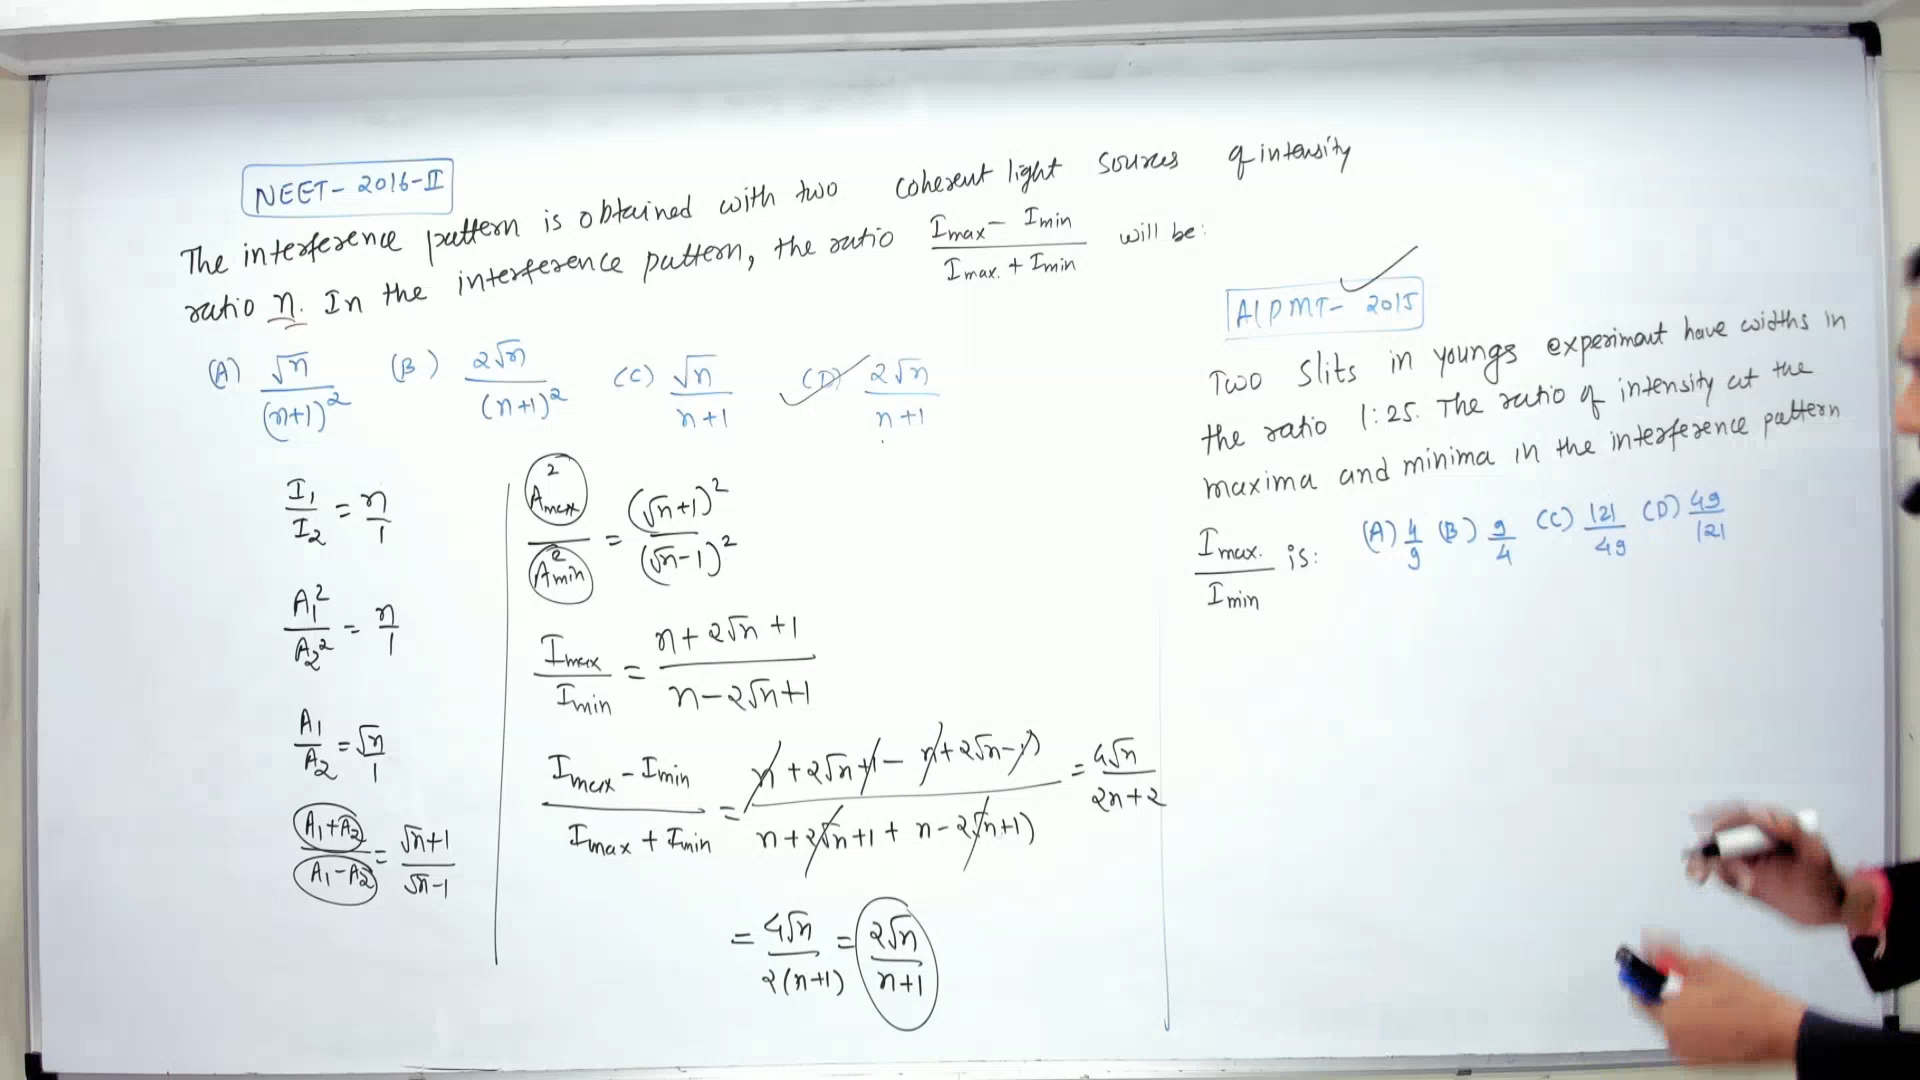 NEET- 2016-II
The interference pattern is obtained with two coherent light sources of intensity
ratio n. In the interference pattern, the ratio Imax - Imin / Imax. + Imin will be:
(A) √n / (n+1)² (B) 2√n / (n+1)² (C) √n / n+1 (D) 2√n / n+1
I₁ / I₂ = n / 1
A₁² / A₂² = n / 1
A₁ / A₂ = √n / 1
A₁+A₂ / A₁-A₂ = √n+1 / √n-1
A²max / A²min = (√n+1)² / (√n-1)²
Imax / Imin = n+2√n+1 / n-2√n+1
Imax - Imin / Imax + Imin = n+2√n+1 - n+2√n-1) / n+2√n+1 + n-2√n+1) = 4√n / 2n+2
= 4√n / 2(n+1) = 2√n / n+1
AIPMT- 2015
Two slits in youngs experimant have widths in
the ratio 1:25. The ratio of intensity at the
maxima and minima in the interference pattern
Imax. / Imin is: (A) 4/9 (B) 9/4 (C) 121/49 (D) 49/121